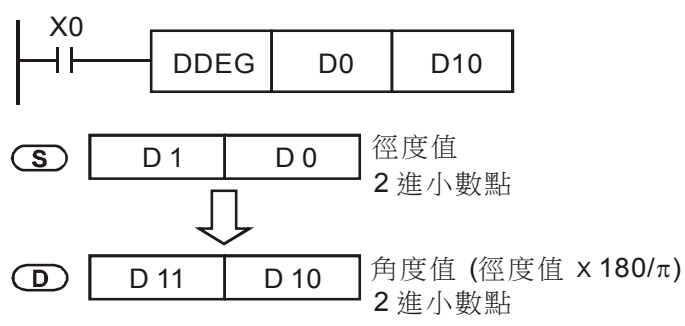 X0
DDEG D0 D10
S D 1 D 0 徑度值
2 進小數點
D D 11 D 10 角度值 (徑度值 x 180/π)
2 進小數點